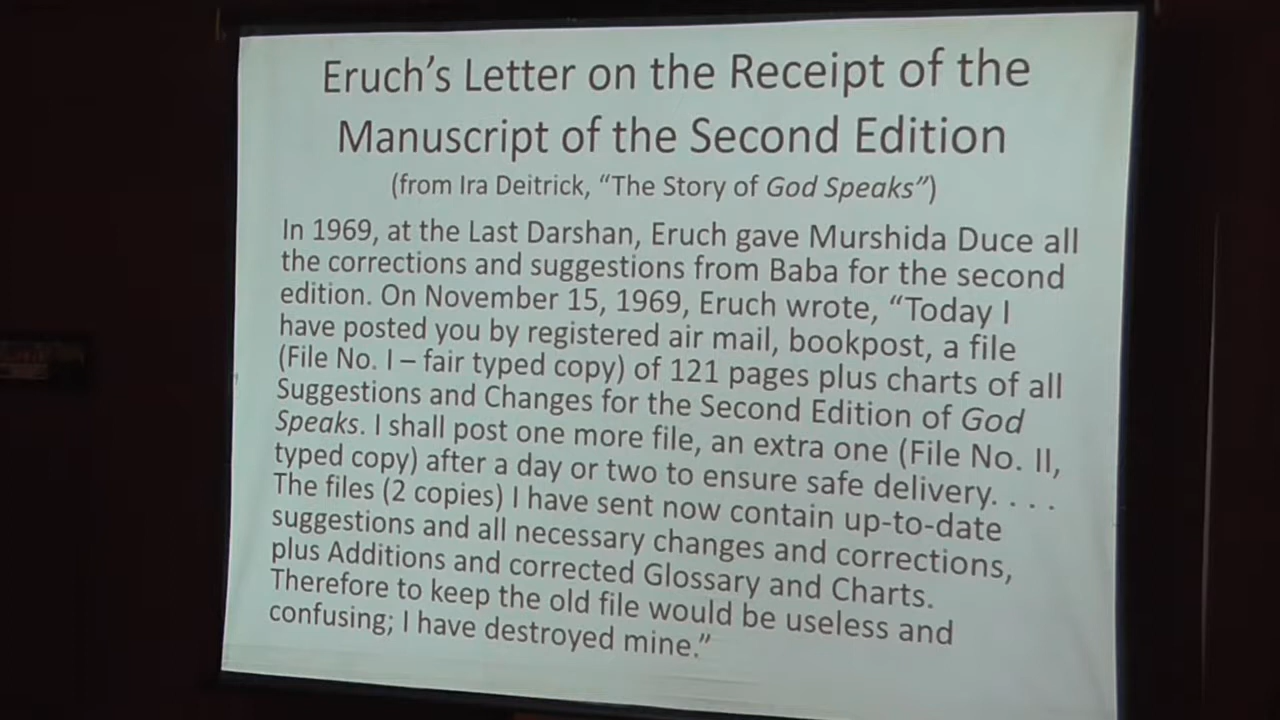 Eruch's Letter on the Receipt of the
Manuscript of the Second Edition
(from Ira Deitrick, “The Story of God Speaks”)
In 1969, at the Last Darshan, Eruch gave Murshida Duce all
the corrections and suggestions from Baba for the second
edition. On November 15, 1969, Eruch wrote, “Today I
have posted you by registered air mail, bookpost, a file
(File No. I – fair typed copy) of 121 pages plus charts of all
Suggestions and Changes for the Second Edition of God
Speaks. I shall post one more file, an extra one (File No. II,
typed copy) after a day or two to ensure safe delivery. . . .
The files (2 copies) I have sent now contain up-to-date
suggestions and all necessary changes and corrections,
plus Additions and corrected Glossary and Charts.
Therefore to keep the old file would be useless and
confusing; I have destroyed mine.”